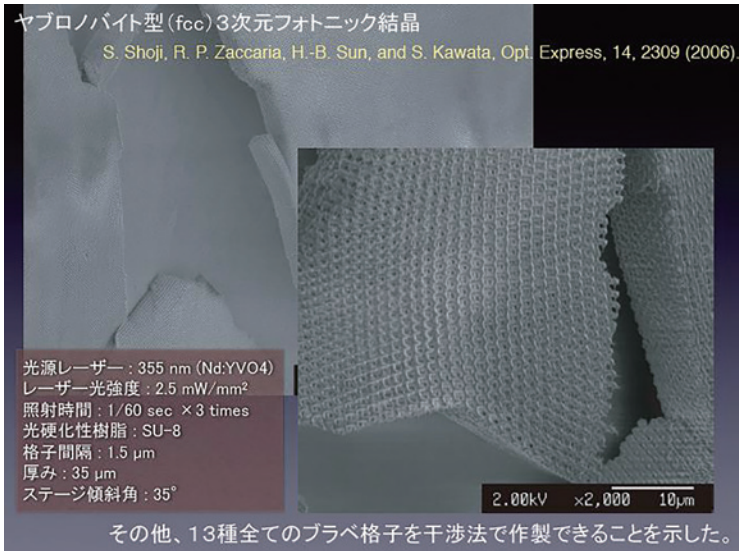 ヤブロノバイト型(fcc)3次元フォトニック結晶
S. Shoji, R. P. Zaccaria, H.-B. Sun, and S. Kawata, Opt. Express, 14, 2309 (2006).
光源レーザー : 355 nm (Nd:YVO4)
レーザー光強度 : 2.5 mW/mm²
照射時間 : 1/60 sec ×3 times
光硬化性樹脂 : SU-8
格子間隔 : 1.5 μm
厚み : 35 μm
ステージ傾斜角 : 35°
2.00kV ×2,000 10μm
その他、13種全てのブラベ格子を干渉法で作製できることを示した。